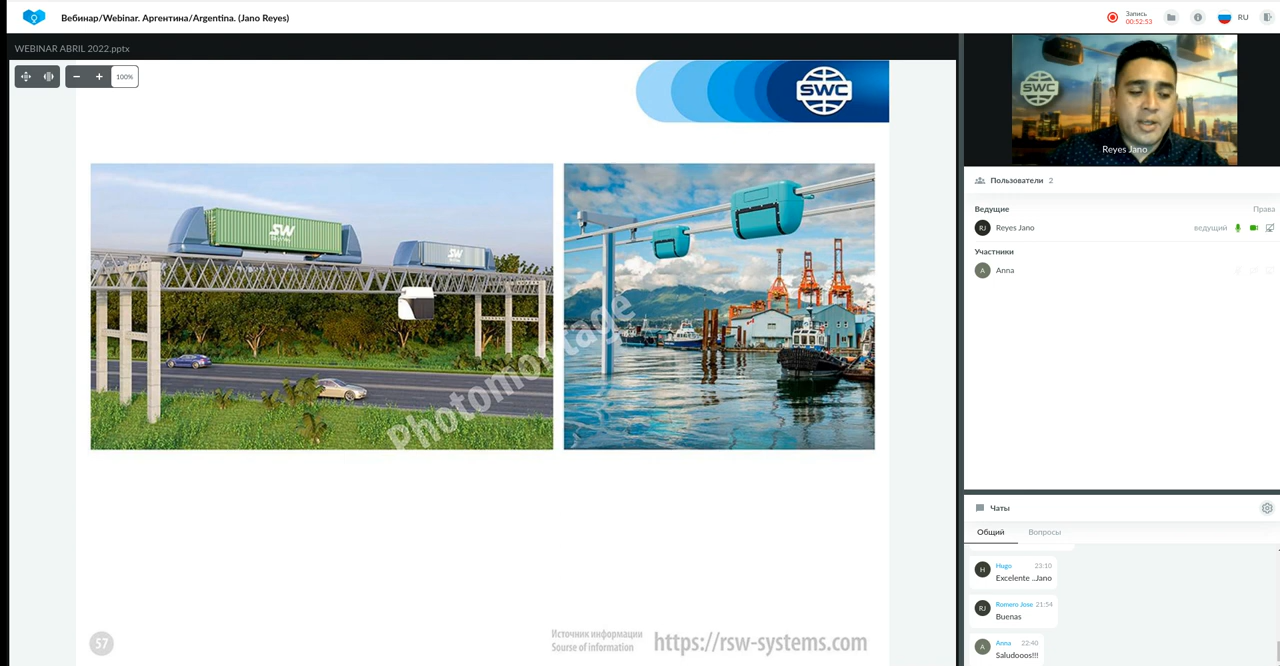 Вебинар/Webinar. Аргентина/Argentina. (Jano Reyes)
Запись
00:52:53
RU
WEBINAR ABRIL 2022.pptx
100%
SWC
SW
SW
Photomontage
57
Источник информации
Sourse of information
https://rsw-systems.com
SWC
Reyes Jano
Пользователи 2
Ведущие
Права
RJ Reyes Jano ведущий
Участники
A Anna
Чаты
Общий Вопросы
H Hugo 23:10
Excelente ..Jano
RJ Romero Jose 21:54
Buenas
A Anna 22:40
Saludooos!!!